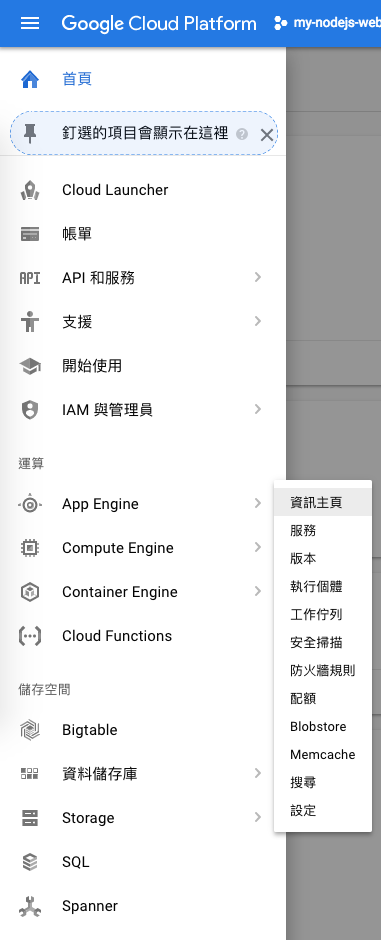 Google Cloud Platform
my-nodejs-web
首頁
釘選的項目會顯示在這裡
Cloud Launcher
帳單
API 和服務
支援
開始使用
IAM 與管理員
運算
App Engine
Compute Engine
Container Engine
Cloud Functions
儲存空間
Bigtable
資料儲存庫
Storage
SQL
Spanner
資訊主頁
服務
版本
執行個體
工作佇列
安全掃描
防火牆規則
配額
Blobstore
Memcache
搜尋
設定